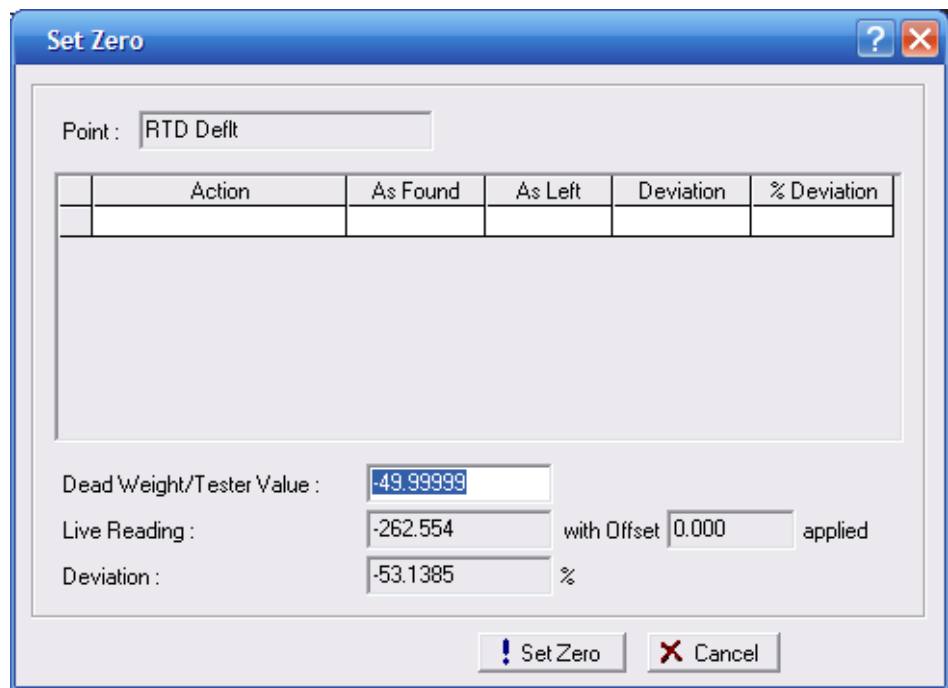 Set Zero
Point : RTD Deflt
Action As Found As Left Deviation % Deviation
Dead Weight/Tester Value : -49.99999
Live Reading : -262.554 with Offset 0.000 applied
Deviation : -53.1385 %
! Set Zero X Cancel